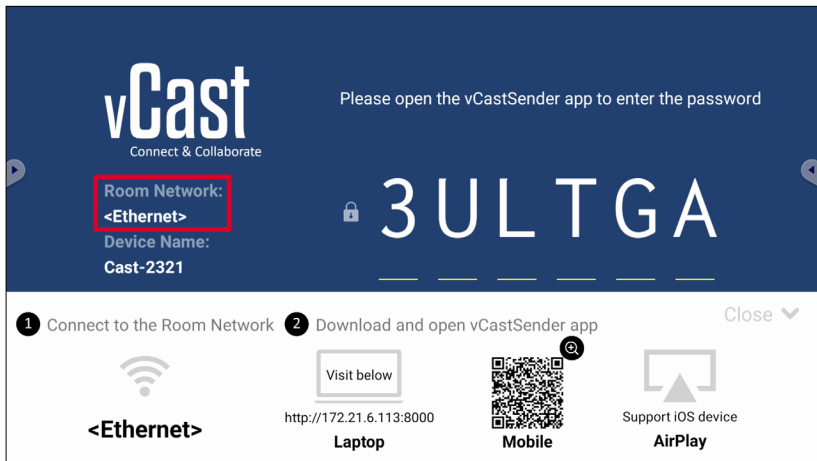 vCast
Connect & Collaborate
Please open the vCastSender app to enter the password
Room Network:
<Ethernet>
3ULTGA
Device Name:
Cast-2321
Close
1 Connect to the Room Network
2 Download and open vCastSender app
Visit below
http://172.21.6.113:8000
Laptop
Mobile
Support iOS device
AirPlay
<Ethernet>